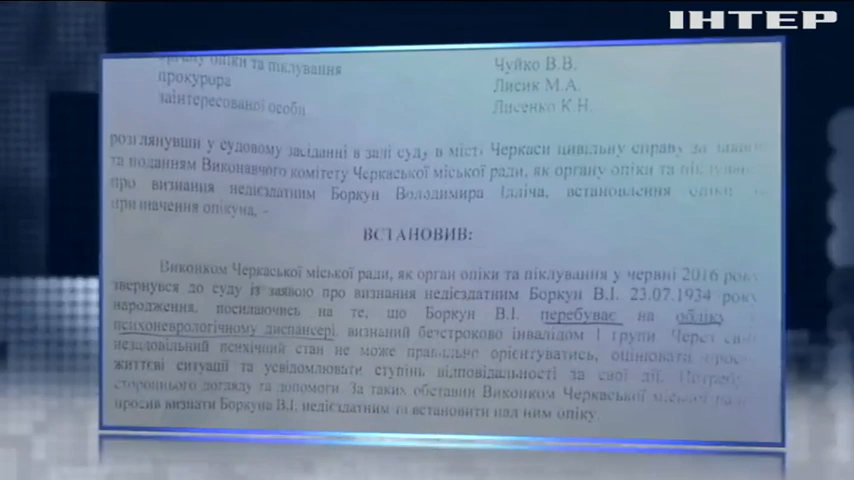 ІНТЕР
органу опіки та піклування Чуйко В.В.
прокурора Лисик М.А.
заінтересованої особи Лисенко К.Н.
розглянувши у судовому засіданні в залі суду в місті Черкаси цивільну справу за
та поданням Виконавчого комітету Черкаської міської ради, як органу опіки та
про визнання недієздатним Боркун Володимира Ілліча, встановлення опіки
призначення опікуна, -
ВСТАНОВИВ:
Виконком Черкаської міської ради, як орган опіки та піклування у червні 2016 року
звернувся до суду із заявою про визнання недієздатним Боркун В.І. 23.07.1934 року
народження, посилаючись на те, що Боркун В.І. перебуває на обліку
психоневрологічному диспансері, визнаний безстроково інвалідом І групи. Через
незадовільний психічний стан не може правильно орієнтуватись, оцінювати
життєві ситуації та усвідомлювати ступінь відповідальності за свої дії.
стороннього догляду та допомоги. За таких обставин Виконком Черкаської міської
просив визнати Боркуна В.І. недієздатним та встановити над ним опіку.